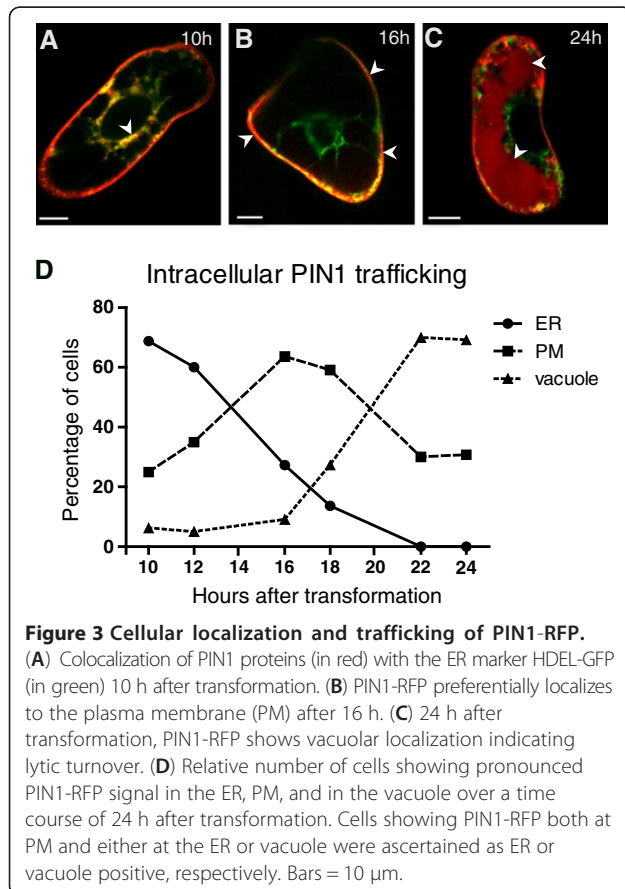 A 10h
B 16h
C 24h
D Intracellular PIN1 trafficking
80
60
40
20
0
Percentage of cells
10 12 14 16 18 20 22 24
Hours after transformation
ER
PM
vacuole
Figure 3 Cellular localization and trafficking of PIN1-RFP.
(A) Colocalization of PIN1 proteins (in red) with the ER marker HDEL-GFP
(in green) 10 h after transformation. (B) PIN1-RFP preferentially localizes
to the plasma membrane (PM) after 16 h. (C) 24 h after
transformation, PIN1-RFP shows vacuolar localization indicating
lytic turnover. (D) Relative number of cells showing pronounced
PIN1-RFP signal in the ER, PM, and in the vacuole over a time
course of 24 h after transformation. Cells showing PIN1-RFP both at
PM and either at the ER or vacuole were ascertained as ER or
vacuole positive, respectively. Bars = 10 μm.